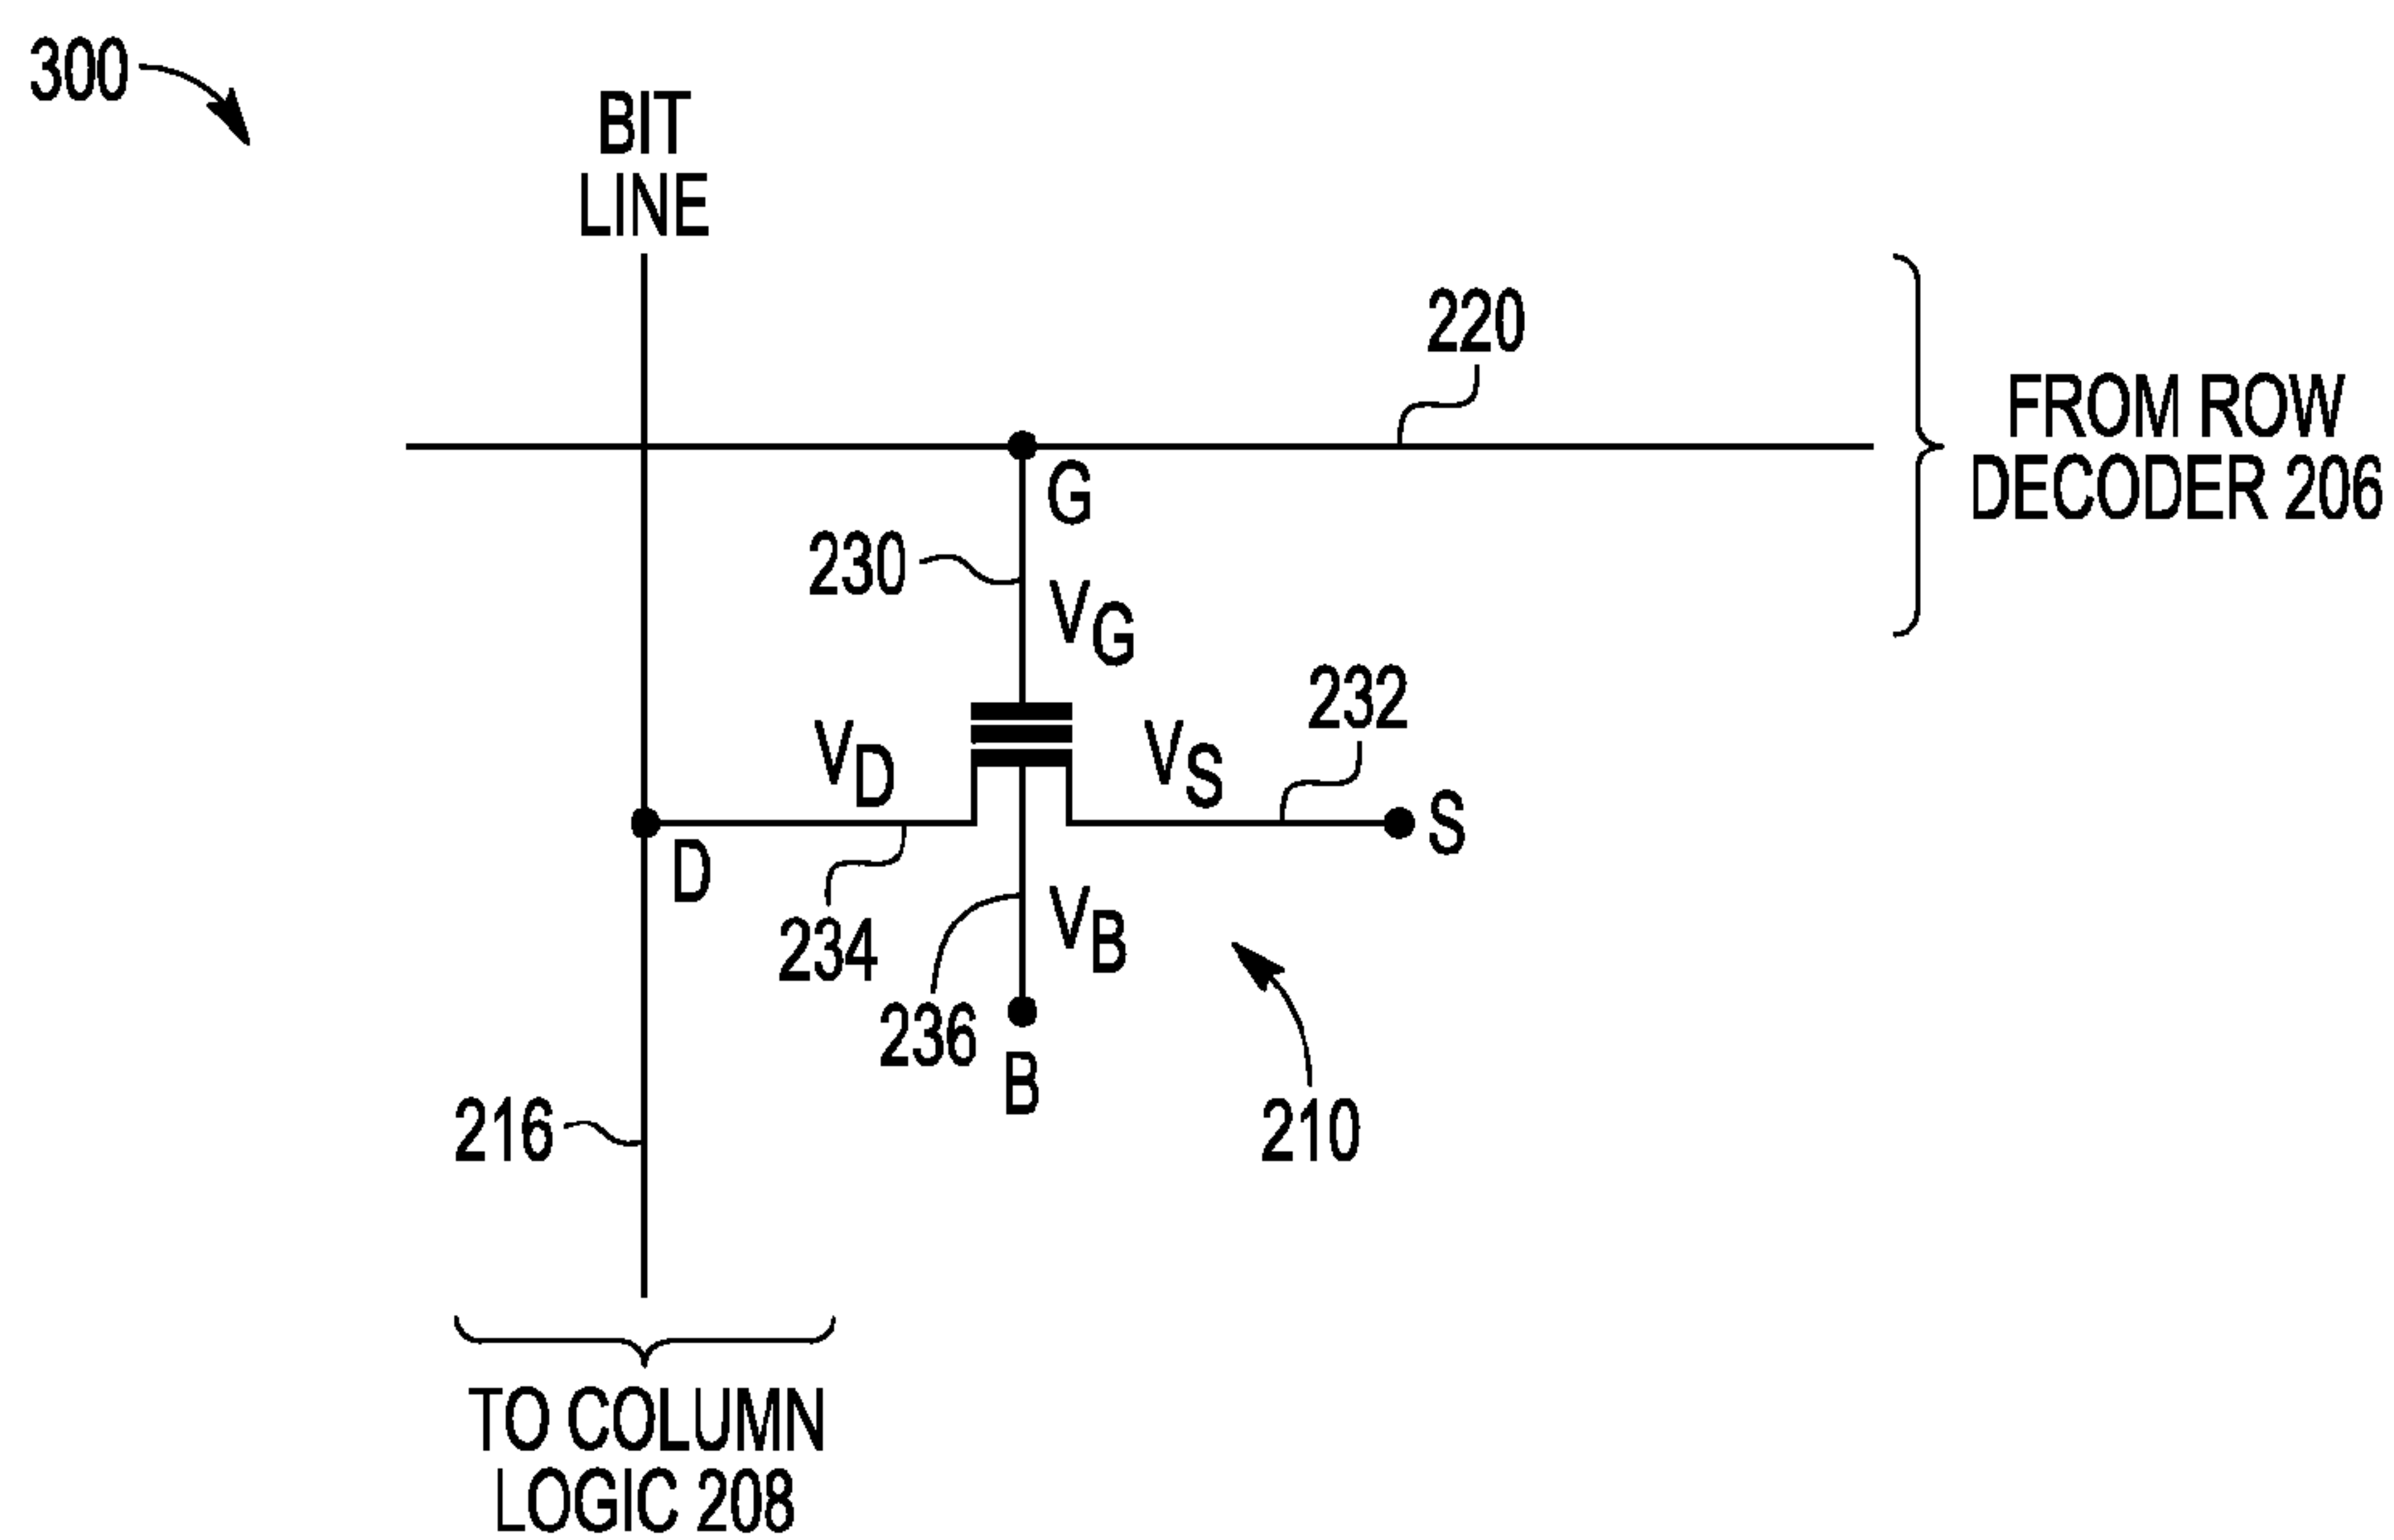 300
BIT
LINE
220
FROM ROW
DECODER 206
G
230
VG
232
VD
VS
S
D
234
VB
236
B
216
210
TO COLUMN
LOGIC 208